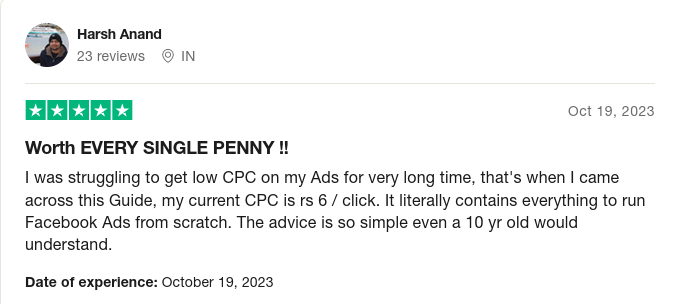 Harsh Anand
23 reviews IN
Oct 19, 2023
Worth EVERY SINGLE PENNY !!
I was struggling to get low CPC on my Ads for very long time, that's when I came
across this Guide, my current CPC is rs 6 / click. It literally contains everything to run
Facebook Ads from scratch. The advice is so simple even a 10 yr old would
understand.
Date of experience: October 19, 2023